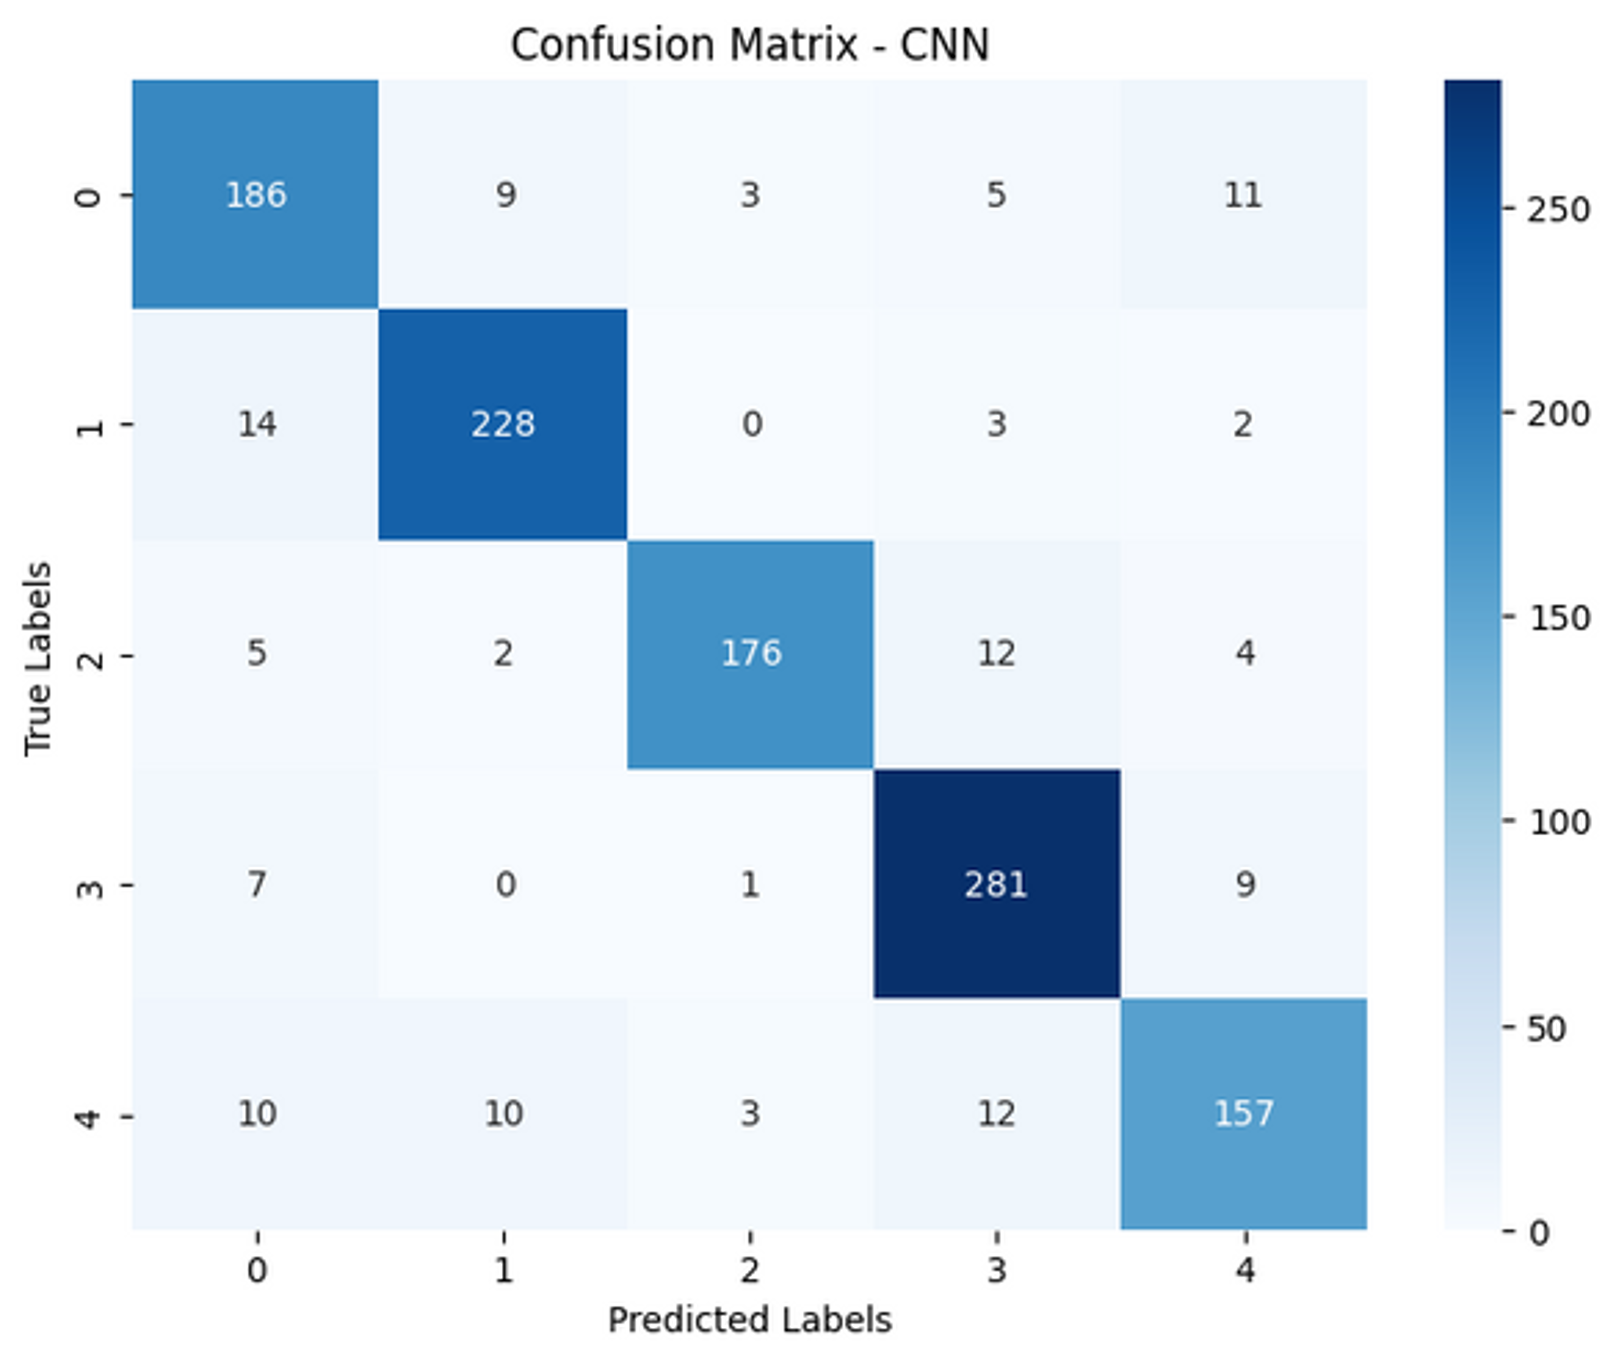 Confusion Matrix - CNN
True Labels
0 186 9 3 5 11
1 14 228 0 3 2
2 5 2 176 12 4
3 7 0 1 281 9
4 10 10 3 12 157
0 1 2 3 4
Predicted Labels
250
200
150
100
50
0